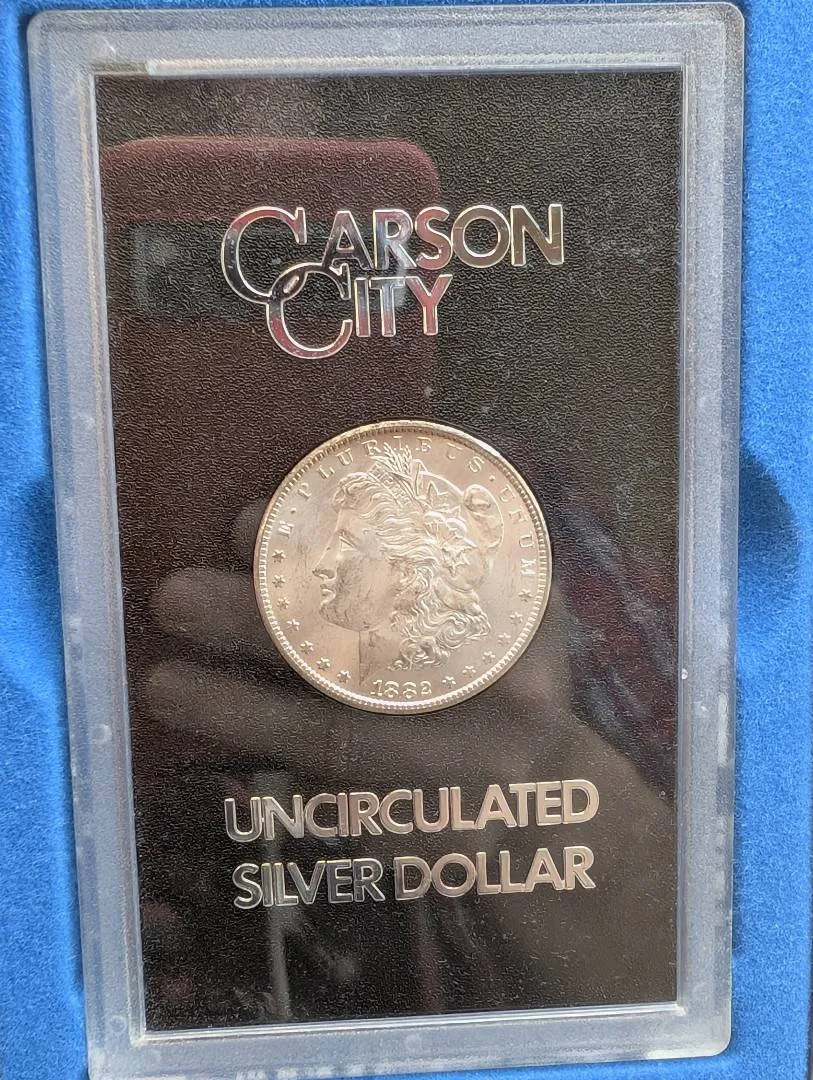 CARSON
CITY
E·PLURIBUS·UNUM
1882
UNCIRCULATED
SILVER DOLLAR